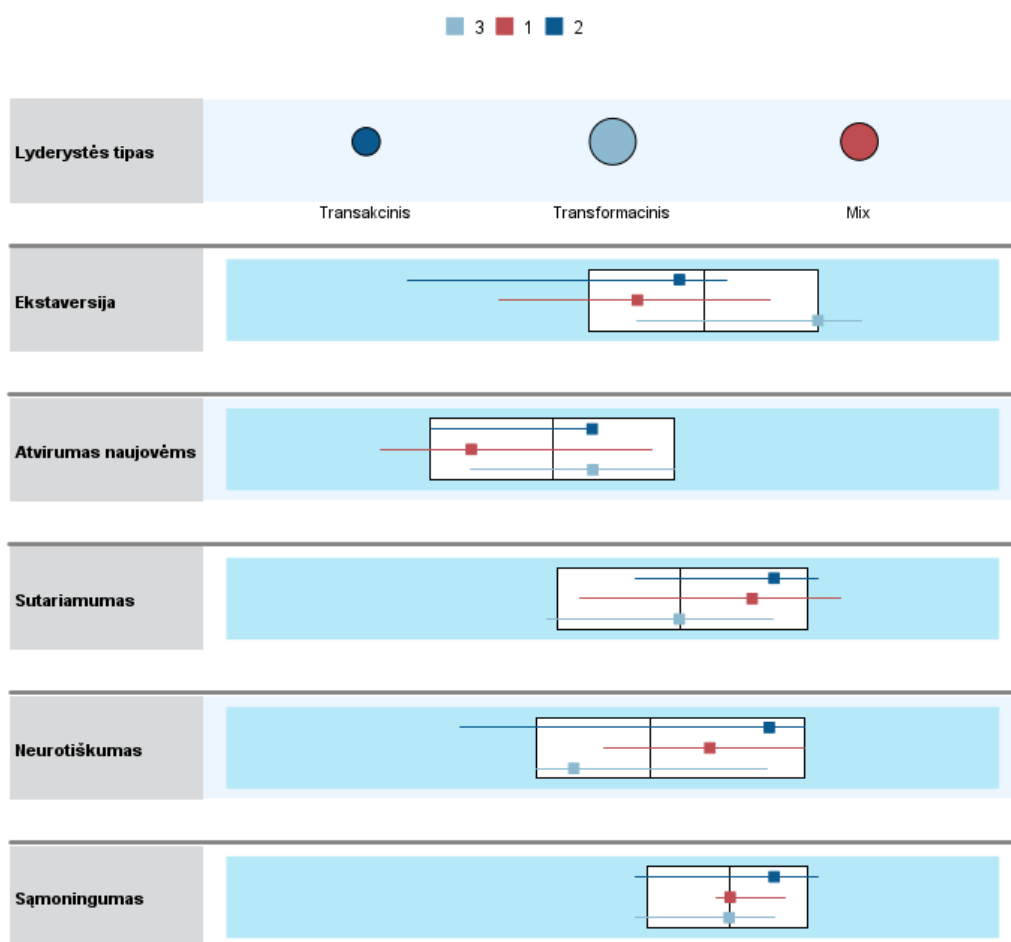 3 1 2
Lyderystės tipas
Transakcinis Transformacinis Mix
Ekstaversija
Atvirumas naujovėms
Sutariamumas
Neurotiškumas
Sąmoningumas